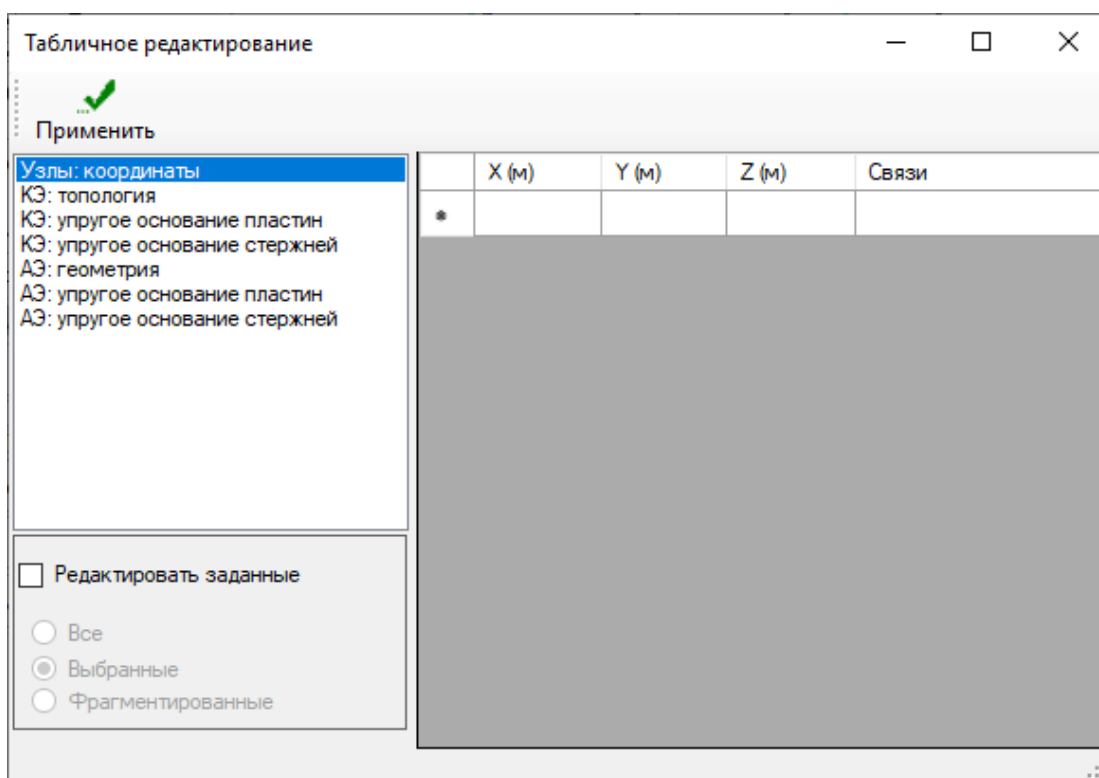 Табличное редактирование
Применить
Узлы: координаты
КЭ: топология
КЭ: упругое основание пластин
КЭ: упругое основание стержней
АЭ: геометрия
АЭ: упругое основание пластин
АЭ: упругое основание стержней
X (м) Y (м) Z (м) Связи
Редактировать заданные
Все
Выбранные
Фрагментированные